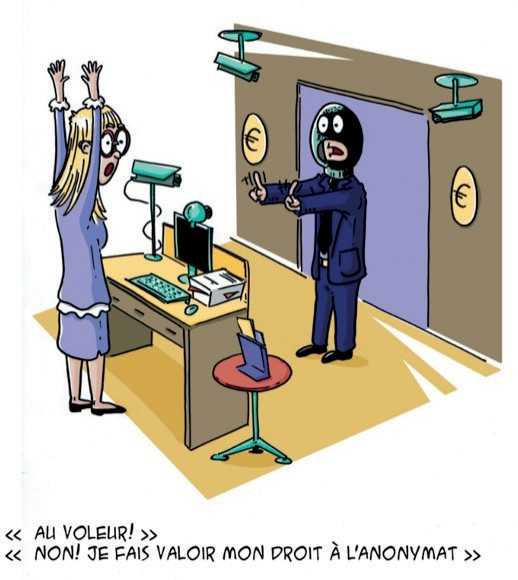 €
€
« AU VOLEUR! »
« NON! JE FAIS VALOIR MON DROIT À L'ANONYMAT »